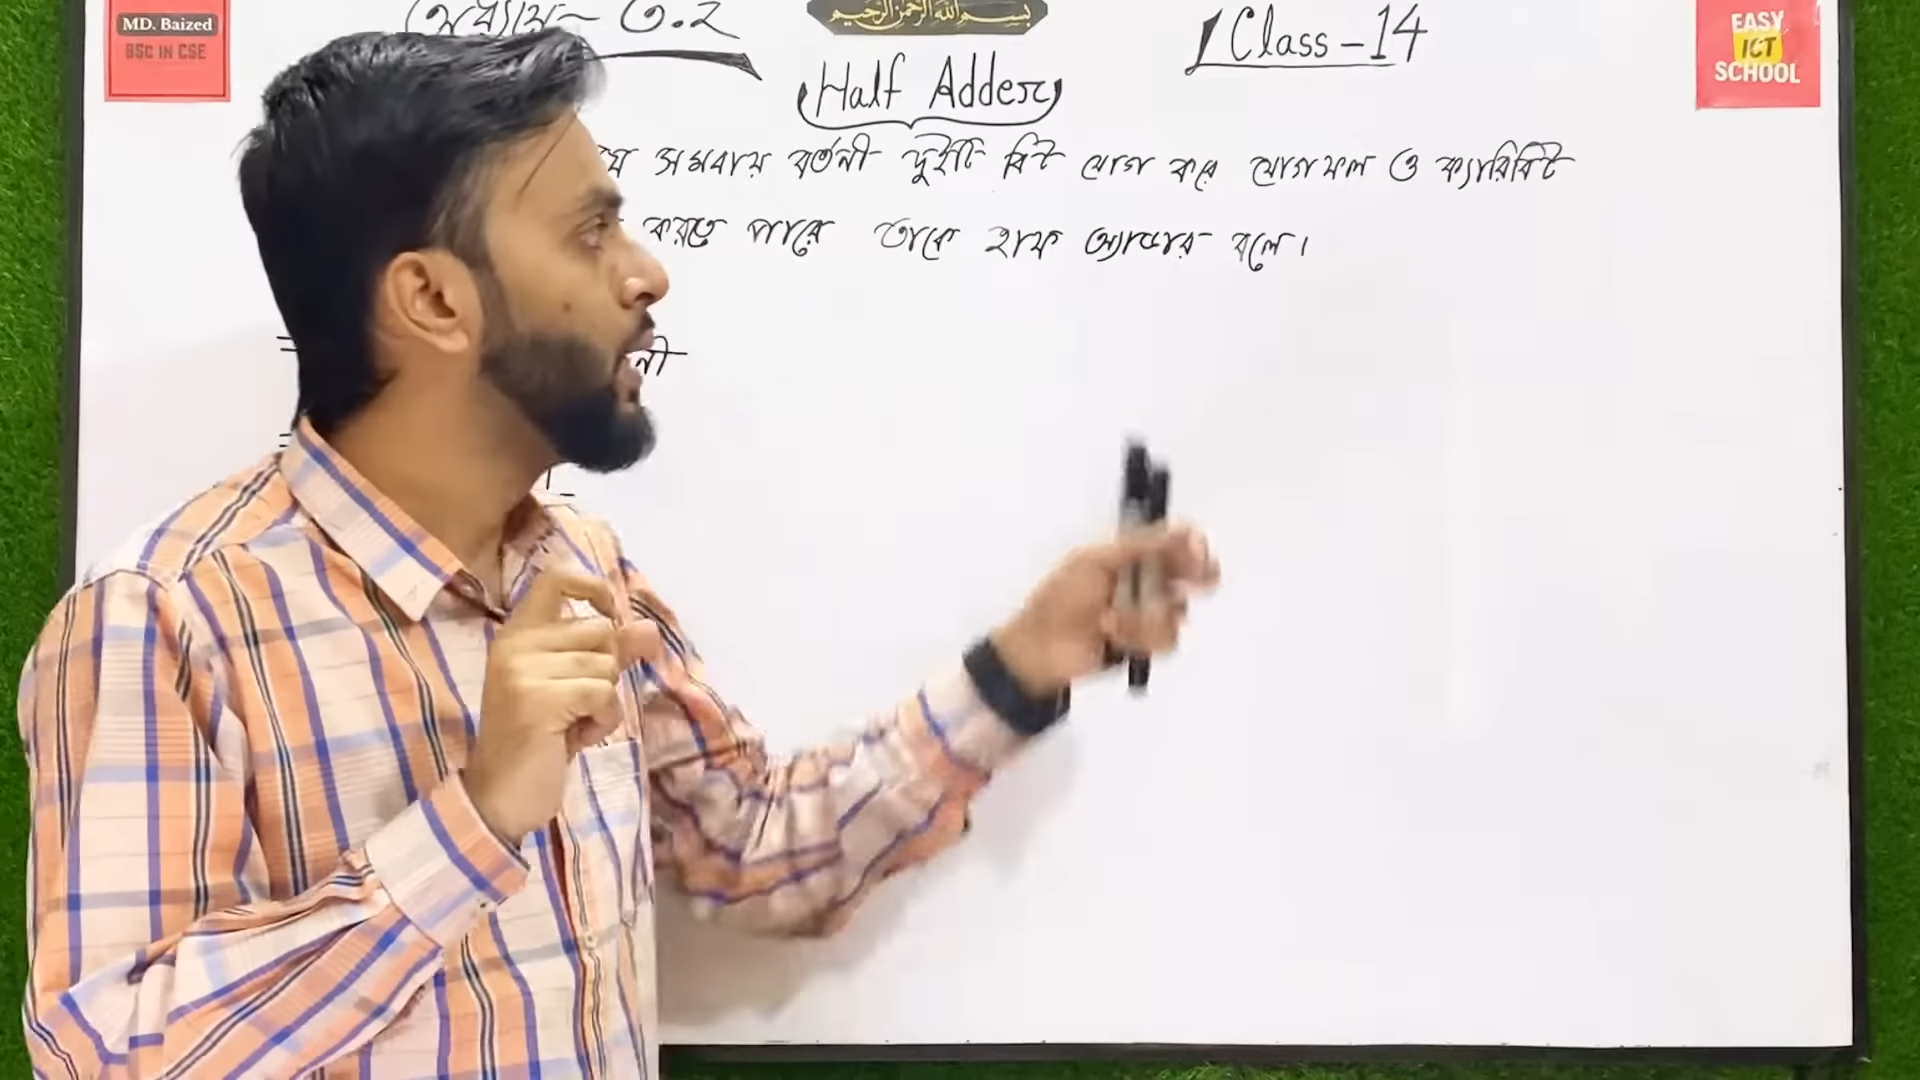 MD. Baized
BSc IN CSE
অধ্যায়- ৩.২
بسم الله الرحمن الرحيم
Class-14
EASY
ICT
SCHOOL
Half Adder
যে সমবায় বর্তনী দুইটি বিট যোগ করে যোগফল ও ক্যারিবিট
করতে পারে তাকে হাফ অ্যাডার বলে।
নী